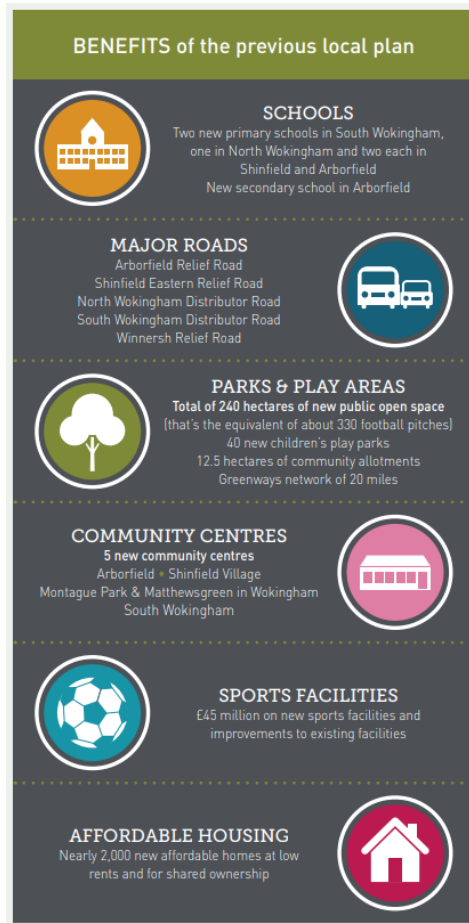 BENEFITS of the previous local plan
SCHOOLS
Two new primary schools in South Wokingham,
one in North Wokingham and two each in
Shinfield and Arborfield
New secondary school in Arborfield
MAJOR ROADS
Arborfield Relief Road
Shinfield Eastern Relief Road
North Wokingham Distributor Road
South Wokingham Distributor Road
Winnersh Relief Road
PARKS & PLAY AREAS
Total of 240 hectares of new public open space
(that's the equivalent of about 330 football pitches)
40 new children's play parks
12.5 hectares of community allotments
Greenways network of 20 miles
COMMUNITY CENTRES
5 new community centres
Arborfield • Shinfield Village
Montague Park & Matthewsgreen in Wokingham
South Wokingham
SPORTS FACILITIES
£45 million on new sports facilities and
improvements to existing facilities
AFFORDABLE HOUSING
Nearly 2,000 new affordable homes at low
rents and for shared ownership